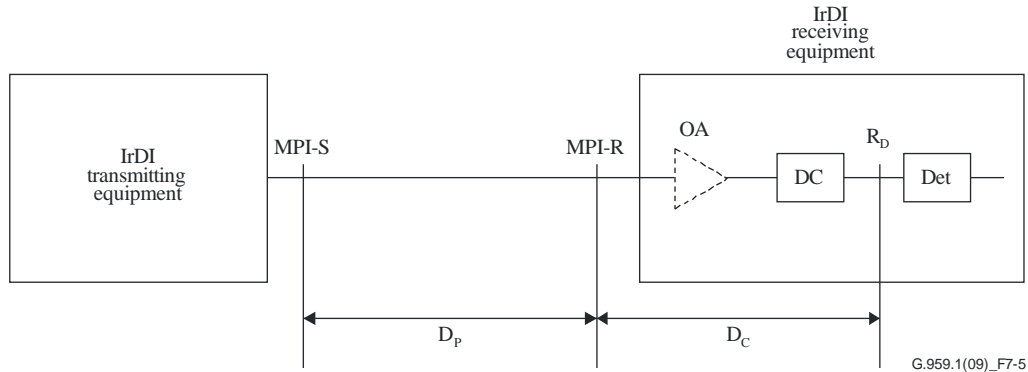 IrDI
receiving
equipment
IrDI
transmitting
equipment
MPI-S
MPI-R
OA
DC
R_D
Det
D_P
D_C
G.959.1(09)_F7-5